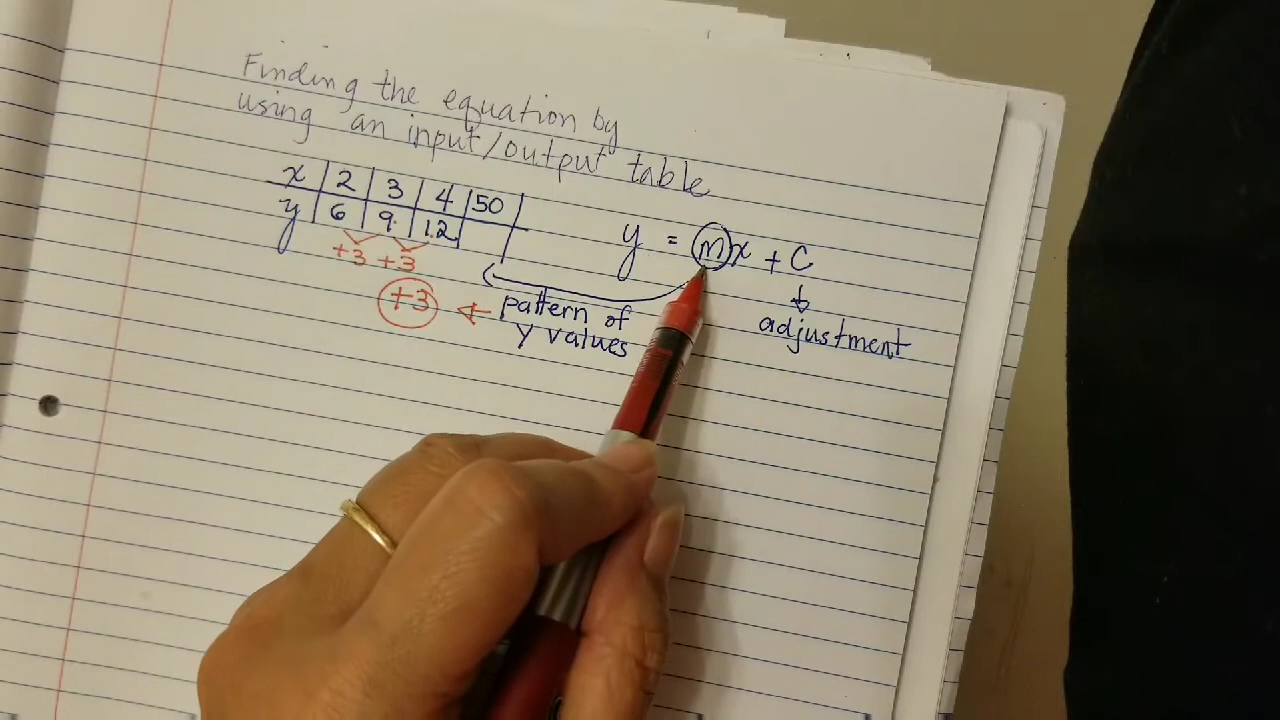 Finding the equation by
using an input/output table
x 2 3 4 50
y 6 9 12
+3 +3
+3
y = mx + C
pattern of
y values
adjustment